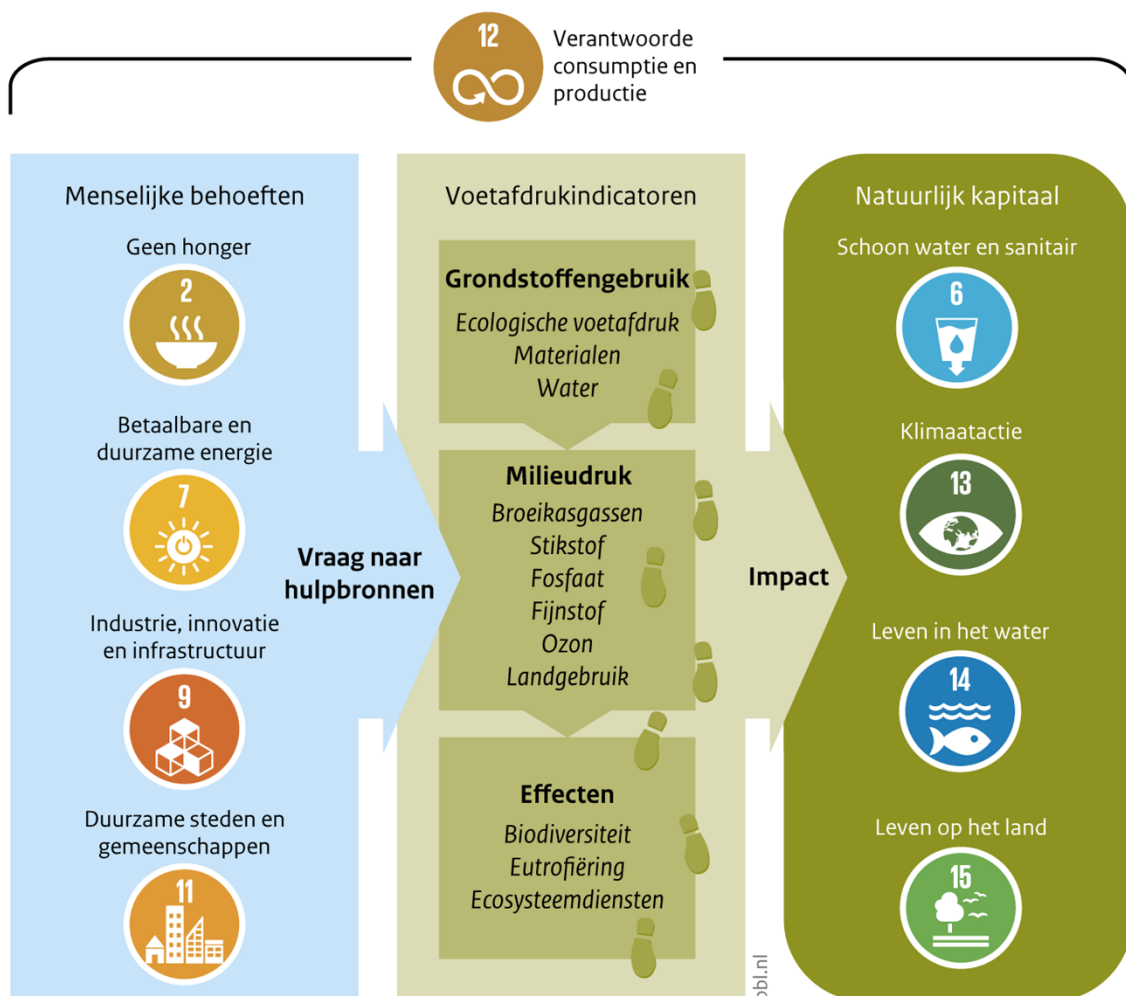 12
Verantwoorde
consumptie en
productie
Menselijke behoeften
Geen honger
2
Betaalbare en
duurzame energie
7
Industrie, innovatie
en infrastructuur
9
Duurzame steden en
gemeenschappen
11
Vraag naar
hulpbronnen
Voetafdrukindicatoren
Grondstoffengebruik
Ecologische voetafdruk
Materialen
Water
Milieudruk
Broeikasgassen
Stikstof
Fosfaat
Fijnstof
Ozon
Landgebruik
Effecten
Biodiversiteit
Eutrofiëring
Ecosysteemdiensten
Impact
Natuurlijk kapitaal
Schoon water en sanitair
6
Klimaatactie
13
Leven in het water
14
Leven op het land
15
pbl.nl